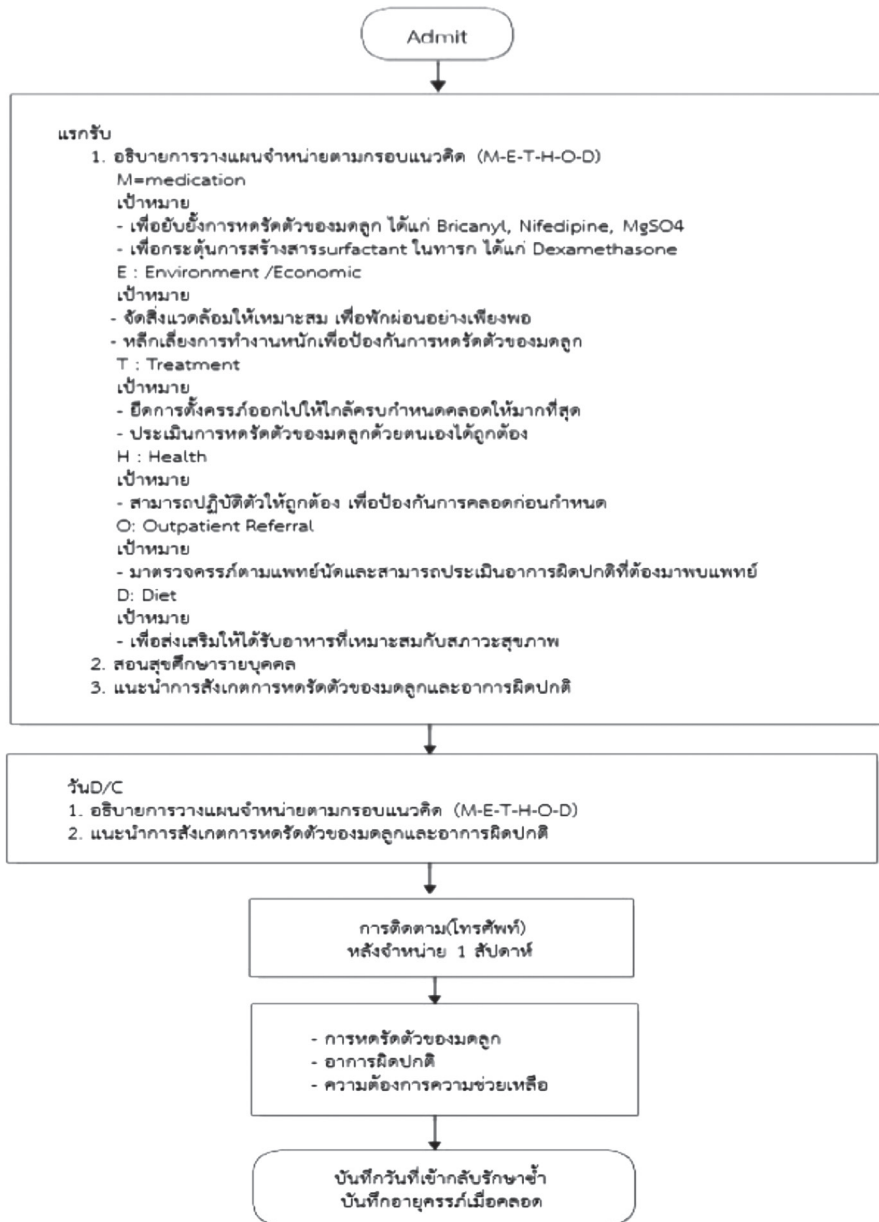 Admit
แรกรับ
1. อธิบายการวางแผนจำหน่ายตามกรอบแนวคิด (M-E-T-H-O-D)
M=medication
เป้าหมาย
- เพื่อยับยั้งการหดรัดตัวของมดลูก ได้แก่ Bricanyl, Nifedipine, MgSO4
- เพื่อกระตุ้นการสร้างสารsurfactant ในทารก ได้แก่ Dexamethasone
E : Environment /Economic
เป้าหมาย
- จัดสิ่งแวดล้อมให้เหมาะสม เพื่อพักผ่อนอย่างเพียงพอ
- หลีกเลี่ยงการทำงานหนักเพื่อป้องกันการหดรัดตัวของมดลูก
T : Treatment
เป้าหมาย
- ยืดการตั้งครรภ์ออกไปให้ใกล้ครบกำหนดคลอดให้มากที่สุด
- ประเมินการหดรัดตัวของมดลูกด้วยตนเองได้ถูกต้อง
H : Health
เป้าหมาย
- สามารถปฏิบัติตัวให้ถูกต้อง เพื่อป้องกันการคลอดก่อนกำหนด
O: Outpatient Referral
เป้าหมาย
- มาตรวจครรภ์ตามแพทย์นัดและสามารถประเมินอาการผิดปกติที่ต้องมาพบแพทย์
D: Diet
เป้าหมาย
- เพื่อส่งเสริมให้ได้รับอาหารที่เหมาะสมกับสภาวะสุขภาพ
2. สอนสุขศึกษารายบุคคล
3. แนะนำการสังเกตการหดรัดตัวของมดลูกและอาการผิดปกติ
วันD/C
1. อธิบายการวางแผนจำหน่ายตามกรอบแนวคิด (M-E-T-H-O-D)
2. แนะนำการสังเกตการหดรัดตัวของมดลูกและอาการผิดปกติ
การติดตาม(โทรศัพท์)
หลังจำหน่าย 1 สัปดาห์
- การหดรัดตัวของมดลูก
- อาการผิดปกติ
- ความต้องการความช่วยเหลือ
บันทึกวันที่เข้ากลับรักษาซ้ำ
บันทึกอายุครรภ์เมื่อคลอด